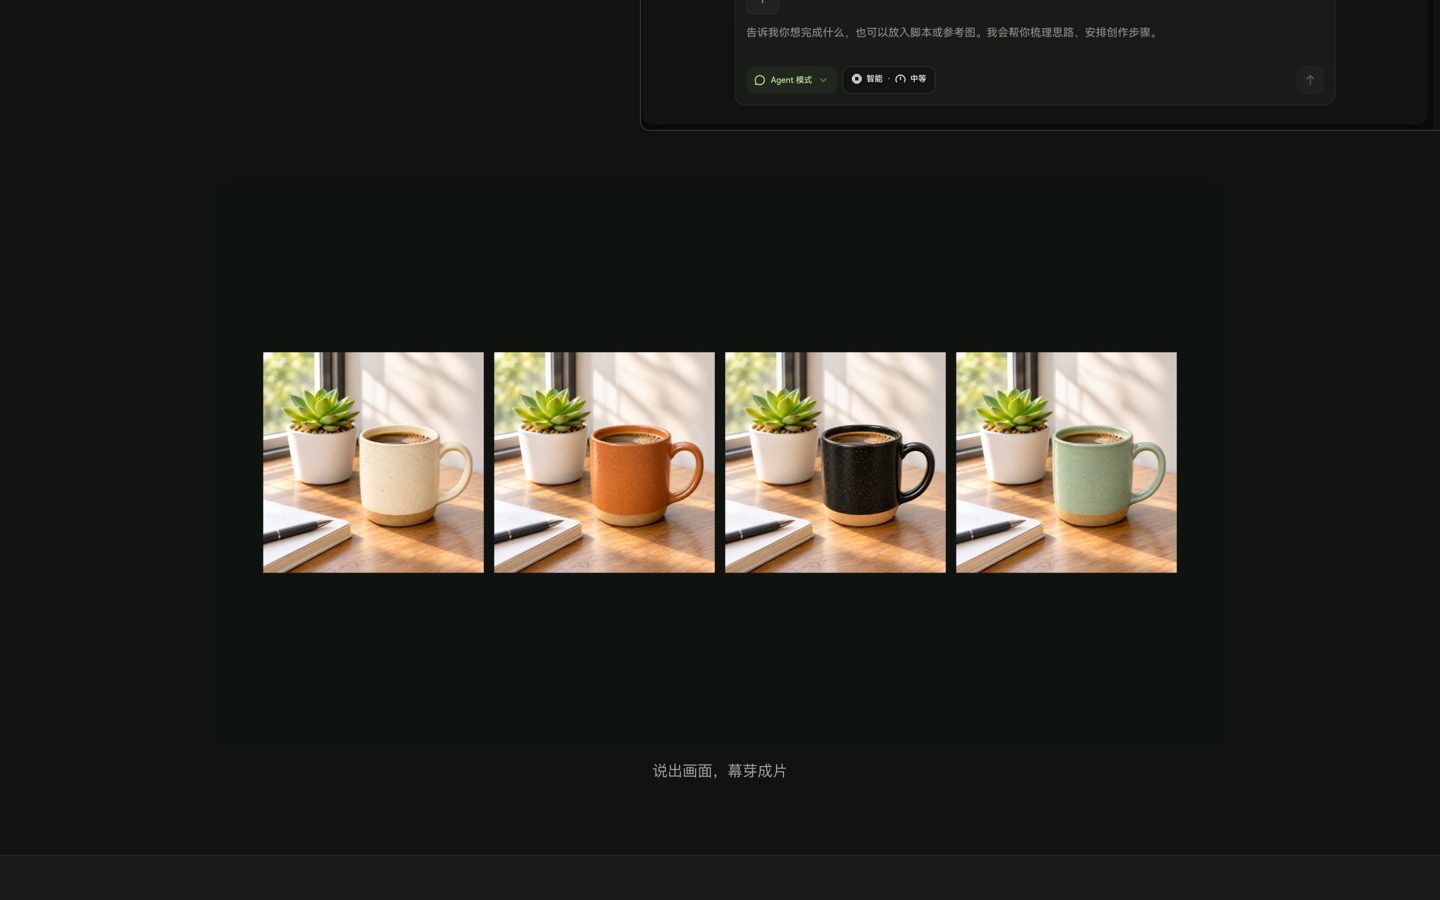 告诉我你想完成什么，也可以放入脚本或参考图。我会帮你梳理思路、安排创作步骤。
Agent 模式
智能 · 中等
说出画面，幕芽成片